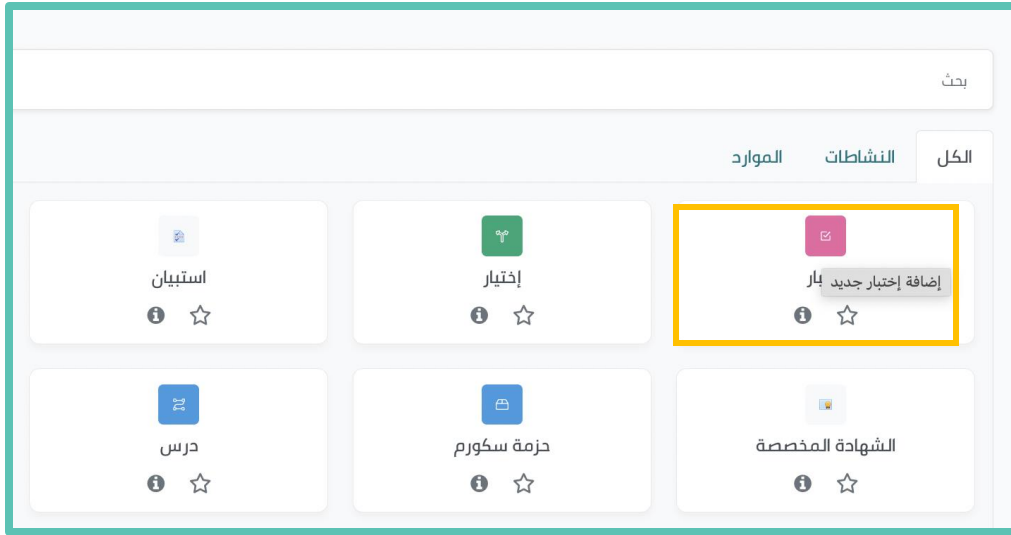 بحث
الكل النشاطات الموارد
إختيار استبيان
إضافة إختبار جديد
الشهادة المخصصة حزمة سكورم درس